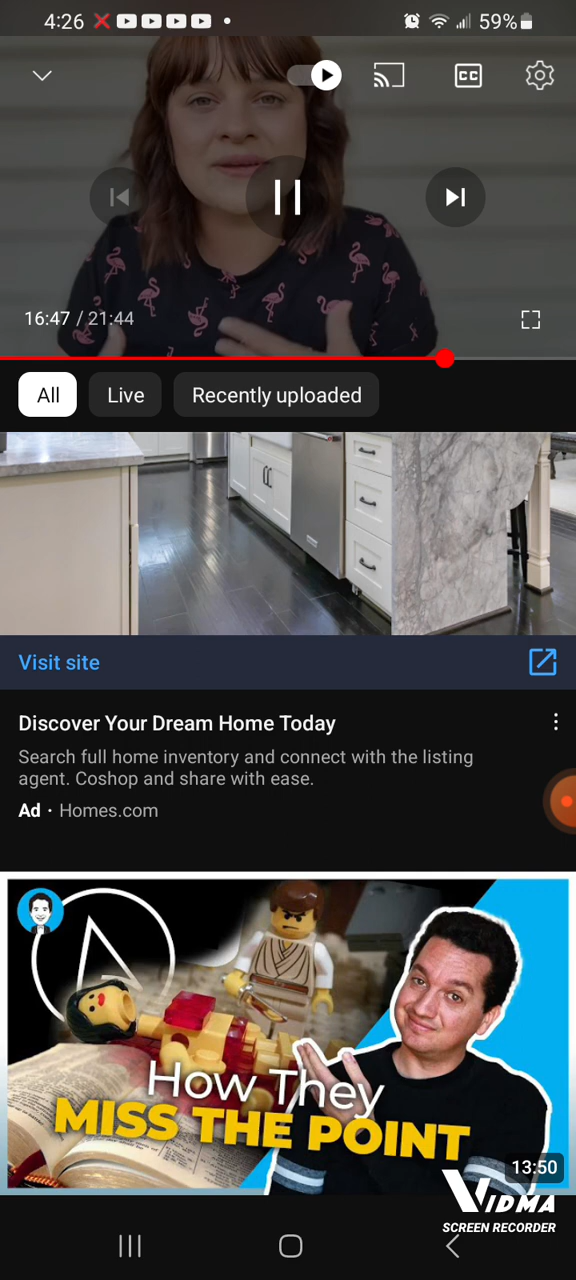 4:26
59%
CC
16:47 / 21:44
All
Live
Recently uploaded
Visit site
Discover Your Dream Home Today
Search full home inventory and connect with the listing
agent. Coshop and share with ease.
Ad · Homes.com
How They
MISS THE POINT
13:50
VIDMA
SCREEN RECORDER